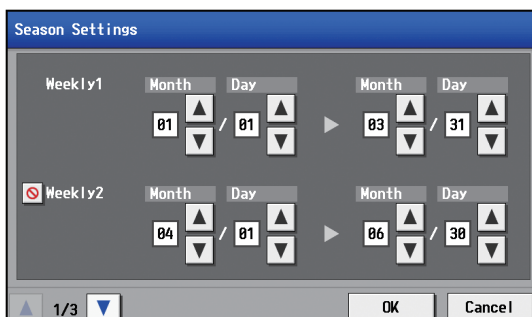 Season Settings
Weekly1 Month Day Month Day
01 / 01 03 / 31
Weekly2 Month Day Month Day
04 / 01 06 / 30
1/3 OK Cancel